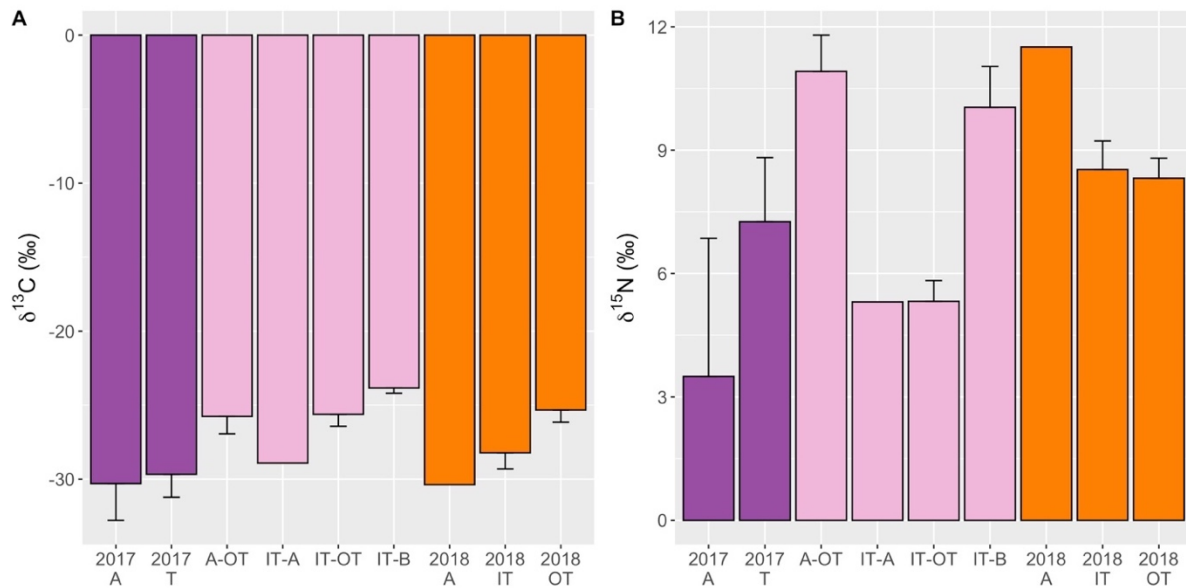 A
δ13C (‰)
0
-10
-20
-30
2017 A
2017 T
A-OT
IT-A
IT-OT
IT-B
2018 A
2018 IT
2018 OT
B
δ15N (‰)
12
9
6
3
0
2017 A
2017 T
A-OT
IT-A
IT-OT
IT-B
2018 A
2018 IT
2018 OT